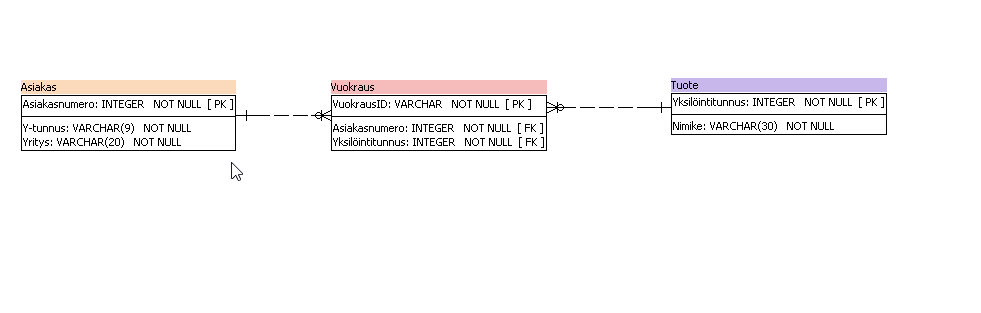 Asiakas
Asiakasnumero: INTEGER NOT NULL [ PK ]
Y-tunnus: VARCHAR(9) NOT NULL
Yritys: VARCHAR(20) NOT NULL
Vuokraus
VuokrausID: VARCHAR NOT NULL [ PK ]
Asiakasnumero: INTEGER NOT NULL [ FK ]
Yksilöintitunnus: INTEGER NOT NULL [ FK ]
Tuote
Yksilöintitunnus: INTEGER NOT NULL [ PK ]
Nimike: VARCHAR(30) NOT NULL